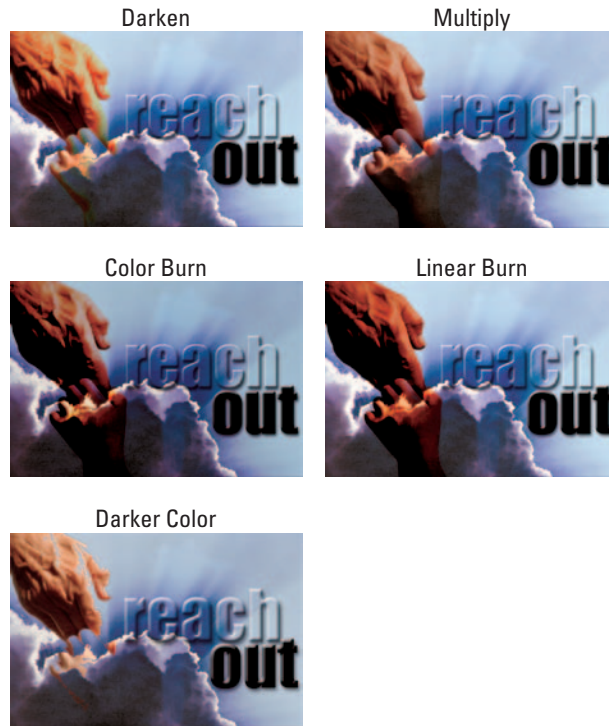 Darken
Multiply
reach
out
reach
out
Color Burn
Linear Burn
reach
out
reach
out
Darker Color
reach
out